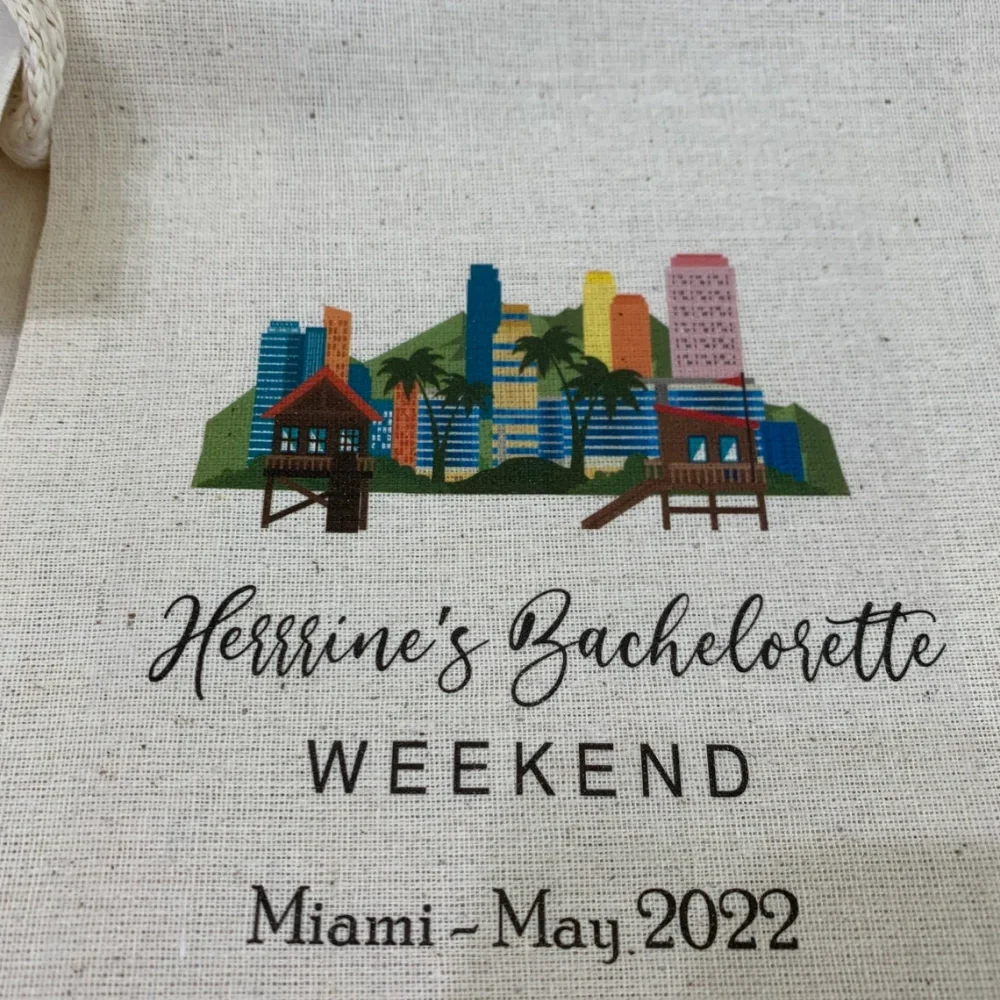 Herrrine's Bachelorette
WEEKEND
Miami - May 2022